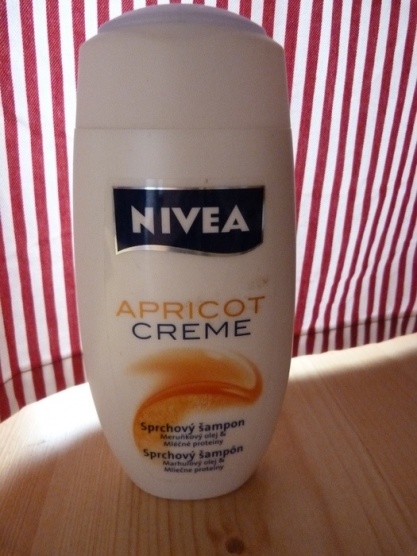 NIVEA
APRICOT
CREME
Sprchový šampon
Meruňkový olej &
Mléčné proteiny
Sprchový šampón
Marhuľový olej &
Mliečne proteíny